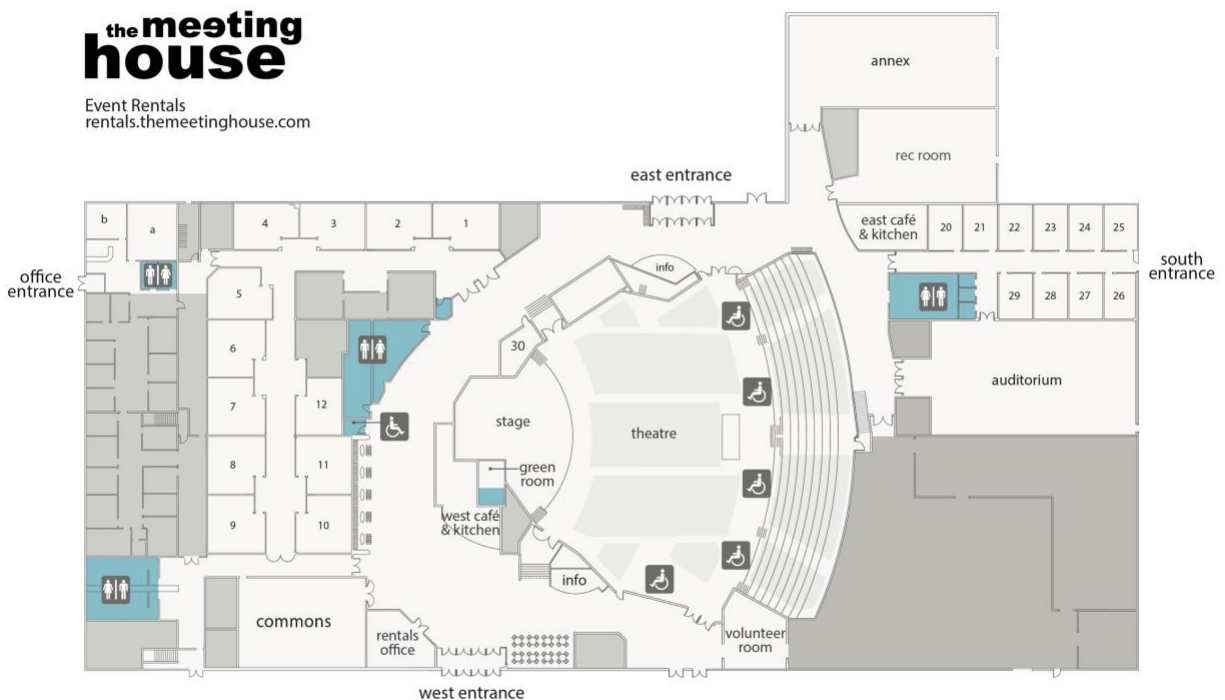 the meeting
house
Event Rentals
rentals.themeetinghouse.com
annex
rec room
east entrance
b
a
4
3
2
1
east café
& kitchen
20
21
22
23
24
25
office
entrance
south
entrance
info
5
29
28
27
26
6
30
7
12
auditorium
stage
theatre
8
11
green
room
9
10
west café
& kitchen
info
commons
rentals
office
volunteer
room
west entrance